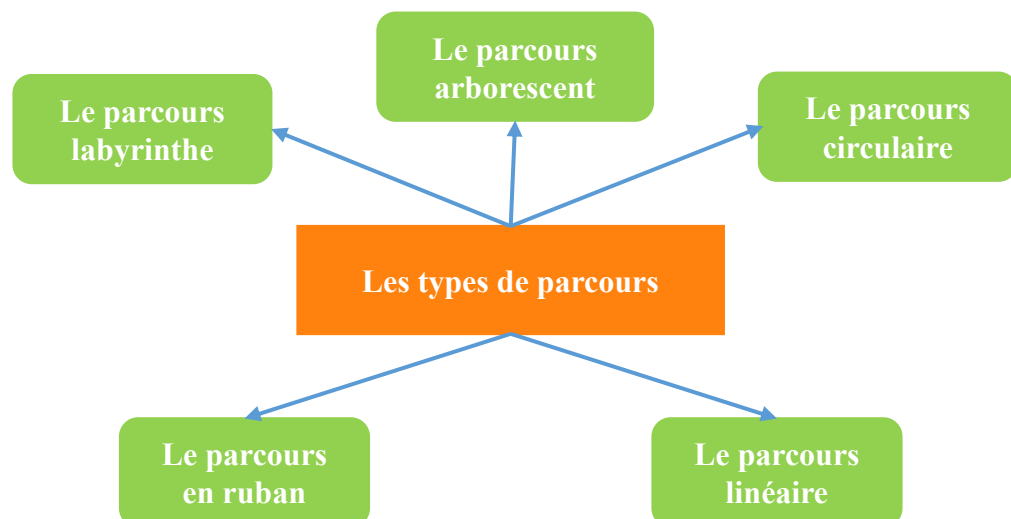 Le parcours
arborescent
Le parcours
labyrinthe
Le parcours
circulaire
Les types de parcours
Le parcours
en ruban
Le parcours
linéaire